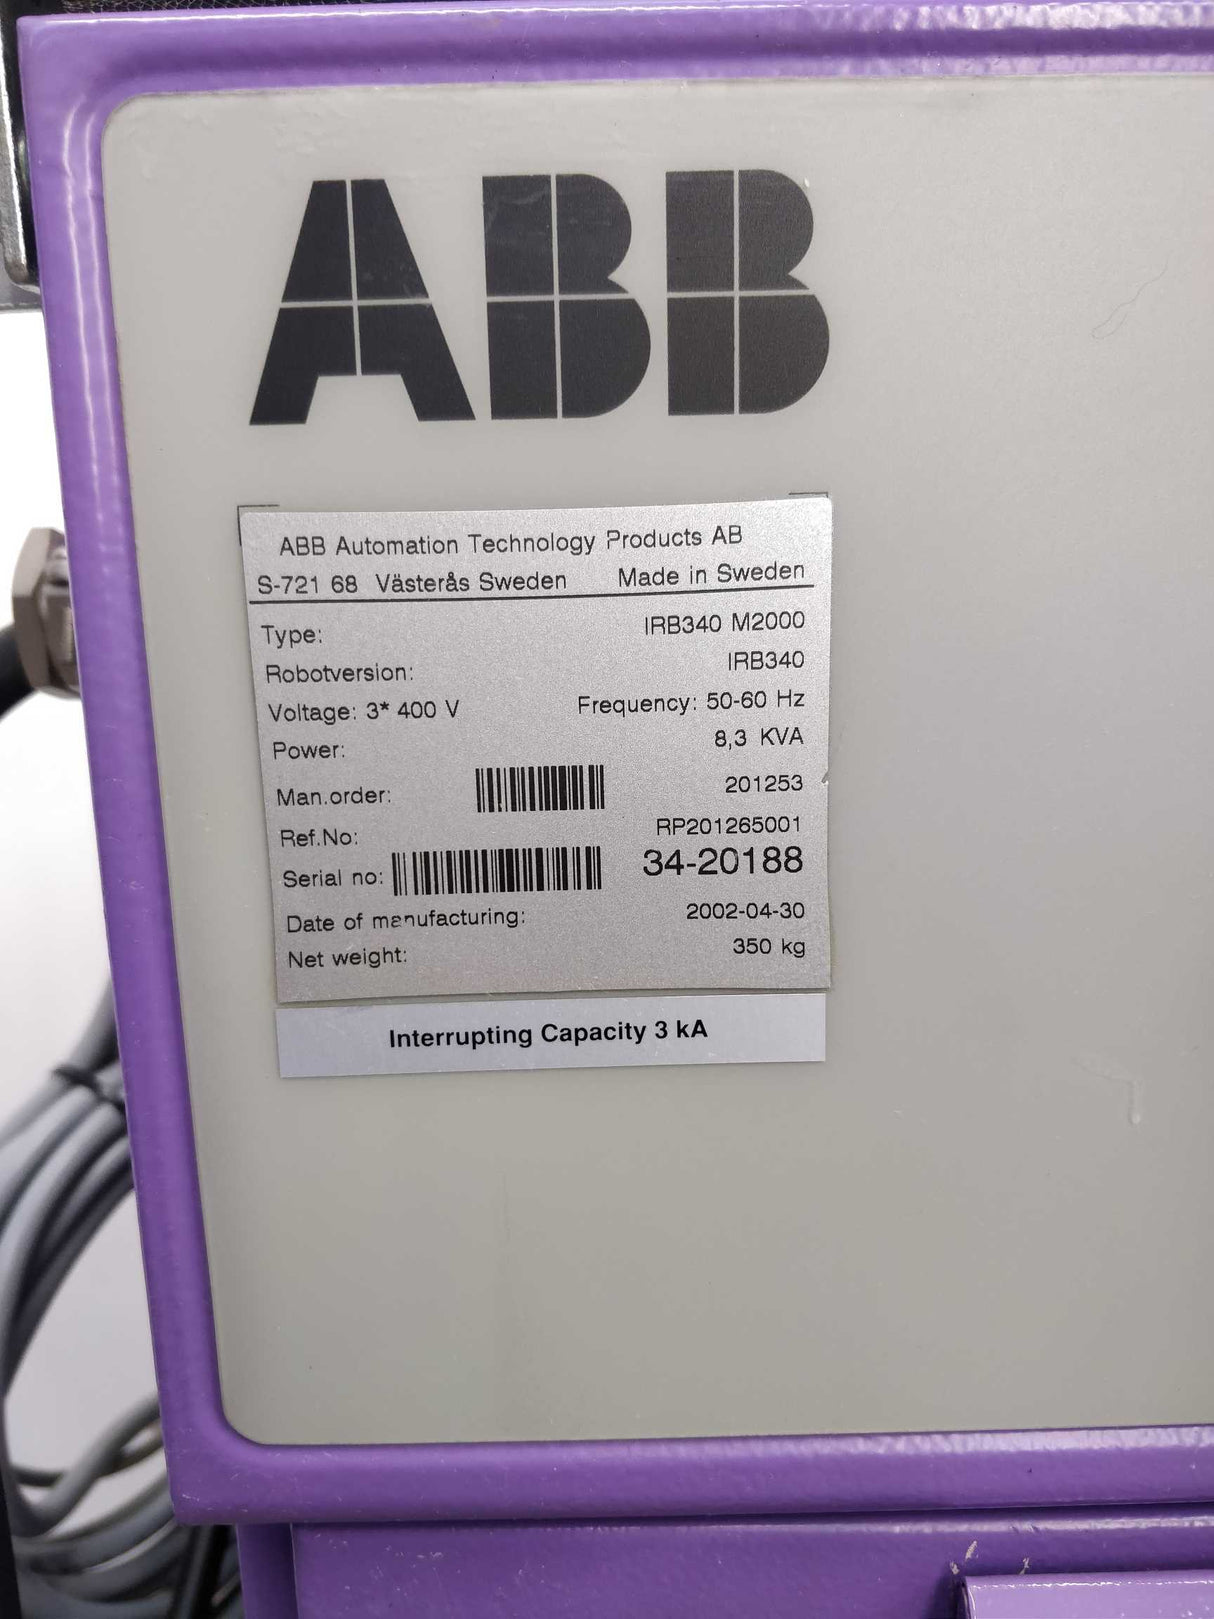 ABB
ABB Automation Technology Products AB
S-721 68 Västerås Sweden Made in Sweden
Type: IRB340 M2000
Robotversion: IRB340
Voltage: 3* 400 V Frequency: 50-60 Hz
Power: 8,3 KVA
Man.order: 201253
Ref.No: RP201265001
Serial no: 34-20188
Date of manufacturing: 2002-04-30
Net weight: 350 kg
Interrupting Capacity 3 kA